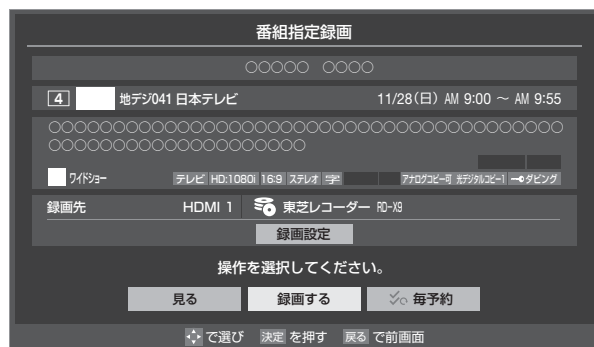 番組指定録画
○○○○○ ○○○○
4 地デジ041 日本テレビ 11/28(日) AM 9:00 ～ AM 9:55
○○○○○○○○○○○○○○○○○○○○○○○○○○○○○○○○○○○○○○○○
○○○○○○○○○○○○○○○○○○○○
ワイドショー テレビ HD:1080i 16:9 ステレオ 字 アナログコピー可 光デジタルコピー1 ダビング
録画先 HDMI 1 東芝レコーダー RD-X9
録画設定
操作を選択してください。
見る 録画する 毎予約
で選び 決定 を押す 戻る で前画面